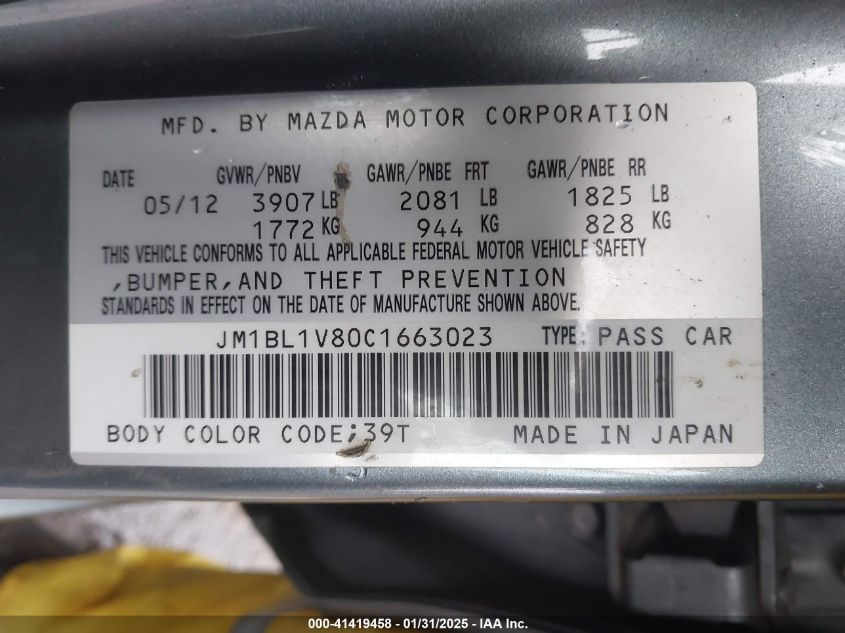 MFD. BY MAZDA MOTOR CORPORATION
DATE GVWR/PNBV GAWR/PNBE FRT GAWR/PNBE RR
05/12 3907 LB 2081 LB 1825 LB
1772 KG 944 KG 828 KG
THIS VEHICLE CONFORMS TO ALL APPLICABLE FEDERAL MOTOR VEHICLE SAFETY
,BUMPER,AND THEFT PREVENTION
STANDARDS IN EFFECT ON THE DATE OF MANUFACTURE SHOWN ABOVE.
JM1BL1V80C1663023 TYPE: PASS CAR
BODY COLOR CODE;39T MADE IN JAPAN
000-41419458 - 01/31/2025 - IAA Inc.